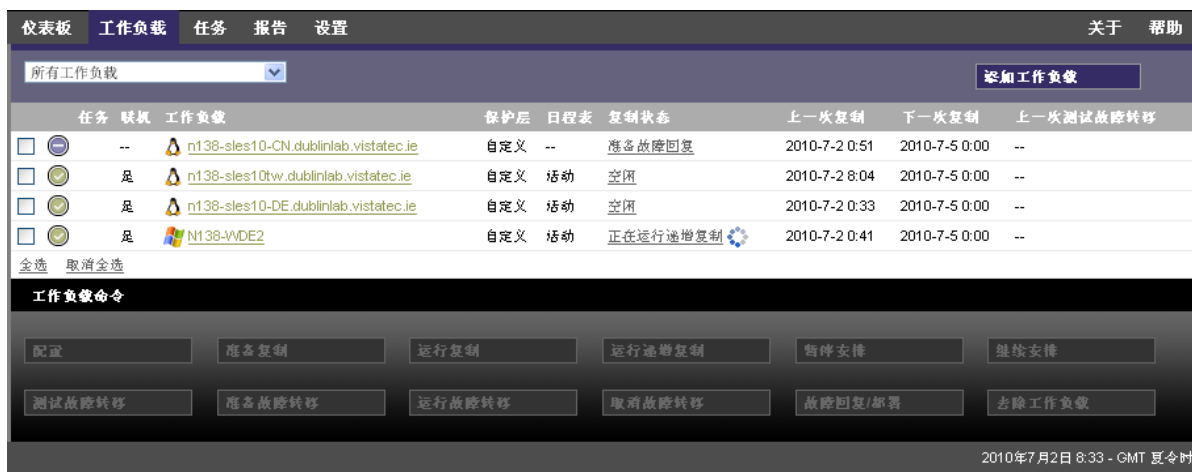 仪表板 工作负载 任务 报告 设置 关于 帮助
所有工作负载 添加工作负载
任务 联机 工作负载 保护层 日程表 复制状态 上一次复制 下一次复制 上一次测试故障转移
-- n138-sles10-CN.dublinlab.vistatec.ie 自定义 -- 准备故障回复 2010-7-2 0:51 2010-7-5 0:00 --
是 n138-sles10tw.dublinlab.vistatec.ie 自定义 活动 空闲 2010-7-2 8:04 2010-7-5 0:00 --
是 n138-sles10-DE.dublinlab.vistatec.ie 自定义 活动 空闲 2010-7-2 0:33 2010-7-5 0:00 --
是 N138-WDE2 自定义 活动 正在运行递增复制 2010-7-2 0:41 2010-7-5 0:00 --
全选 取消全选
工作负载命令
配置 准备复制 运行复制 运行递增复制 暂停安排 继续安排
测试故障转移 准备故障转移 运行故障转移 取消故障转移 故障回复/部署 去除工作负载
2010年7月2日 8:33 - GMT 夏令时